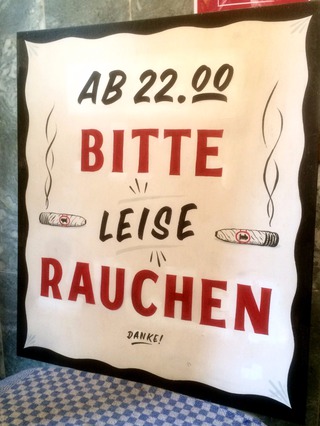 AB 22.00
BITTE
LEISE
RAUCHEN
DANKE!